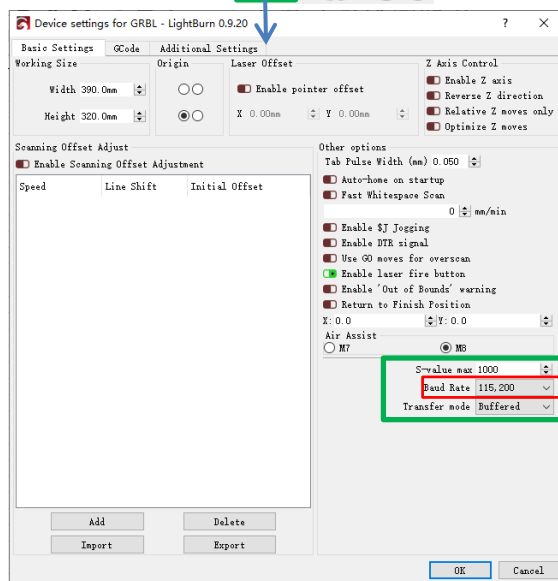 Device settings for GRBL - LightBurn 0.9.20
Basic Settings GCode Additional Settings
Working Size
Width 390.0mm
Height 320.0mm
Origin
Laser Offset
Enable pointer offset
X 0.00mm Y 0.00mm
Z Axis Control
Enable Z axis
Reverse Z direction
Relative Z moves only
Optimize Z moves
Scanning Offset Adjust
Enable Scanning Offset Adjustment
Speed Line Shift Initial Offset
Add Delete
Import Export
Other options
Tab Pulse Width (mm) 0.050
Auto-home on startup
Fast Whitespace Scan
0 mm/min
Enable $J Jogging
Enable DTR signal
Use G0 moves for overscan
Enable laser fire button
Enable 'Out of Bounds' warning
Return to Finish Position
X: 0.0 Y: 0.0
Air Assist
M7 M8
S-value max 1000
Baud Rate 115,200
Transfer mode Buffered
OK Cancel